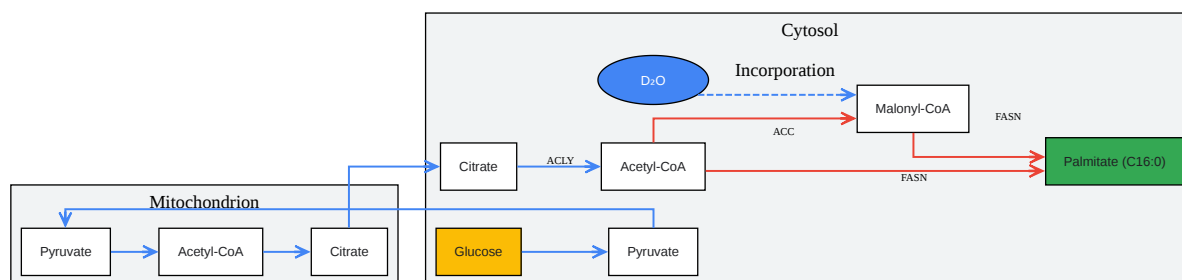 Cytosol
D₂O
Incorporation
Malonyl-CoA
FASN
ACC
Citrate
ACLY
Acetyl-CoA
Palmitate (C16:0)
FASN
Mitochondrion
Pyruvate
Acetyl-CoA
Citrate
Glucose
Pyruvate